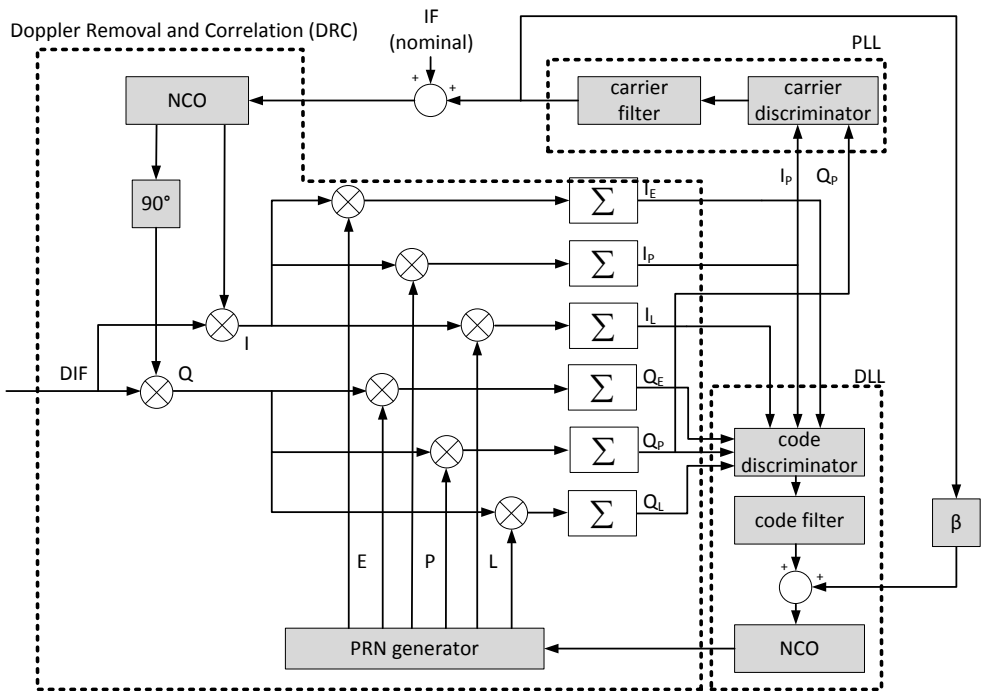 Doppler Removal and Correlation (DRC)
IF
(nominal)
PLL
NCO
carrier
filter
carrier
discriminator
+
+
90°
I_P
Q_P
I_E
Σ
I_P
Σ
I_L
Σ
I
DIF
Q
Q_E
Σ
DLL
Q_P
Σ
code
discriminator
Q_L
Σ
code filter
β
E
P
L
+
+
PRN generator
NCO